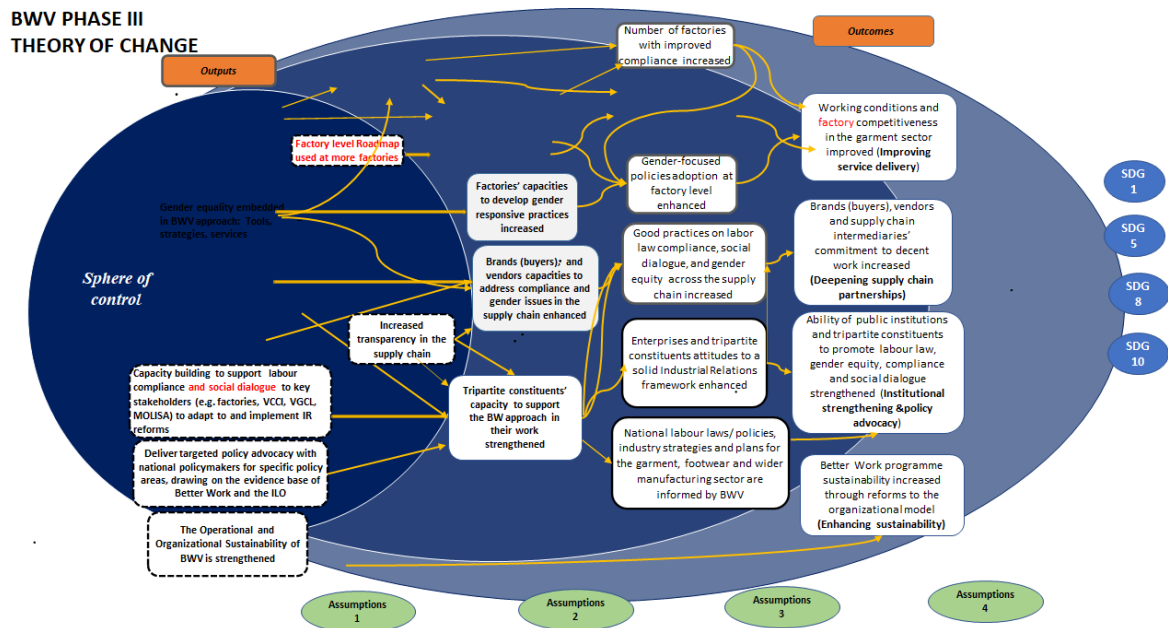 BWV PHASE III
THEORY OF CHANGE
Outputs
Outcomes
Number of factories
with improved
compliance increased
Working conditions and
factory competitiveness
in the garment sector
improved (Improving
service delivery)
Factory level Roadmap
used at more factories
Gender-focused
policies adoption at
factory level
enhanced
Factories' capacities
to develop gender
responsive practices
increased
Gender equality embedded
in BWV approach: Tools,
strategies, services
Brands (buyers), vendors
and supply chain
intermediaries'
commitment to decent
work increased
(Deepening supply chain
partnerships)
Good practices on labor
law compliance, social
dialogue, and gender
equity across the supply
chain increased
Brands (buyers); and
vendors capacities to
address compliance and
gender issues in the
supply chain enhanced
Sphere of
control
Increased
transparency in the
supply chain
Enterprises and tripartite
constituents attitudes to a
solid Industrial Relations
framework enhanced
Ability of public institutions
and tripartite constituents
to promote labour law,
gender equity, compliance
and social dialogue
strengthened (Institutional
strengthening &policy
advocacy)
Capacity building to support labour
compliance and social dialogue to key
stakeholders (e.g. factories, VCCI, VGCL,
MOLISA) to adapt to and implement IR
reforms
Tripartite constituents'
capacity to support
the BW approach in
their work strengthened
National labour laws/ policies,
industry strategies and plans for
the garment, footwear and wider
manufacturing sector are
informed by BWV
Deliver targeted policy advocacy with
national policymakers for specific policy
areas, drawing on the evidence base of
Better Work and the ILO
Better Work programme
sustainability increased
through reforms to the
organizational model
(Enhancing sustainability)
The Operational and
Organizational Sustainability of
BWV is strengthened
SDG
1
SDG
5
SDG
8
SDG
10
Assumptions
1
Assumptions
2
Assumptions
3
Assumptions
4